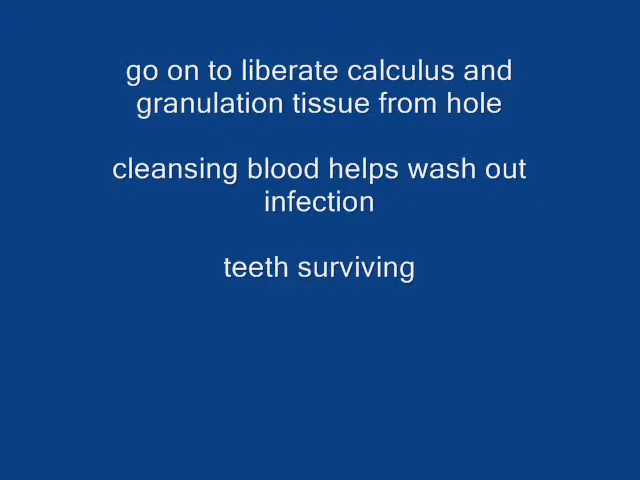 go on to liberate calculus and
granulation tissue from hole
cleansing blood helps wash out
infection
teeth surviving